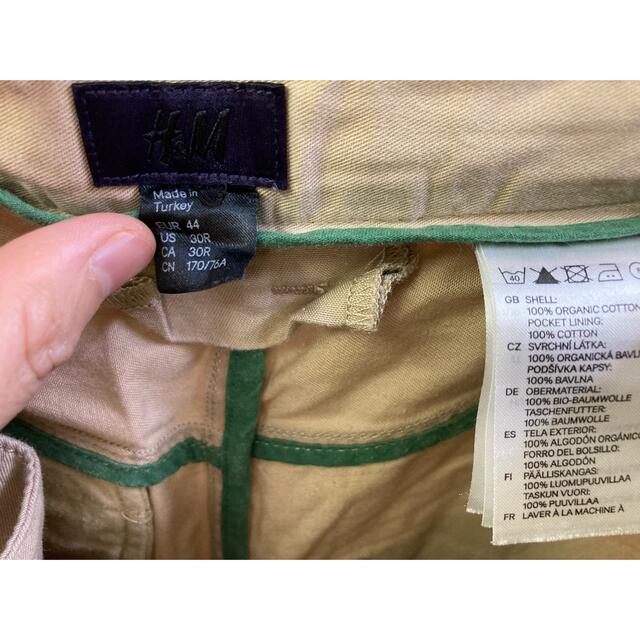 H&M
Made in
Turkey
EUR 44
US 30R
CA 30R
CN 170/76A
40
GB SHELL:
100% ORGANIC COTTON
POCKET LINING:
100% COTTON
CZ SVRCHNÍ LÁTKA:
100% ORGANICKÁ BAVL
PODŠÍVKA KAPSY:
100% BAVLNA
DE OBERMATERIAL:
100% BIO-BAUMWOLLE
TASCHENFUTTER:
100% BAUMWOLLE
ES TELA EXTERIOR:
100% ALGODÓN ORGÁNIC
FORRO DEL BOLSILLO:
100% ALGODÓN
FI PÄÄLLISKANGAS:
100% LUOMUPUUVILLAA
TASKUN VUORI:
100% PUUVILLAA
FR LAVER À LA MACHINE À